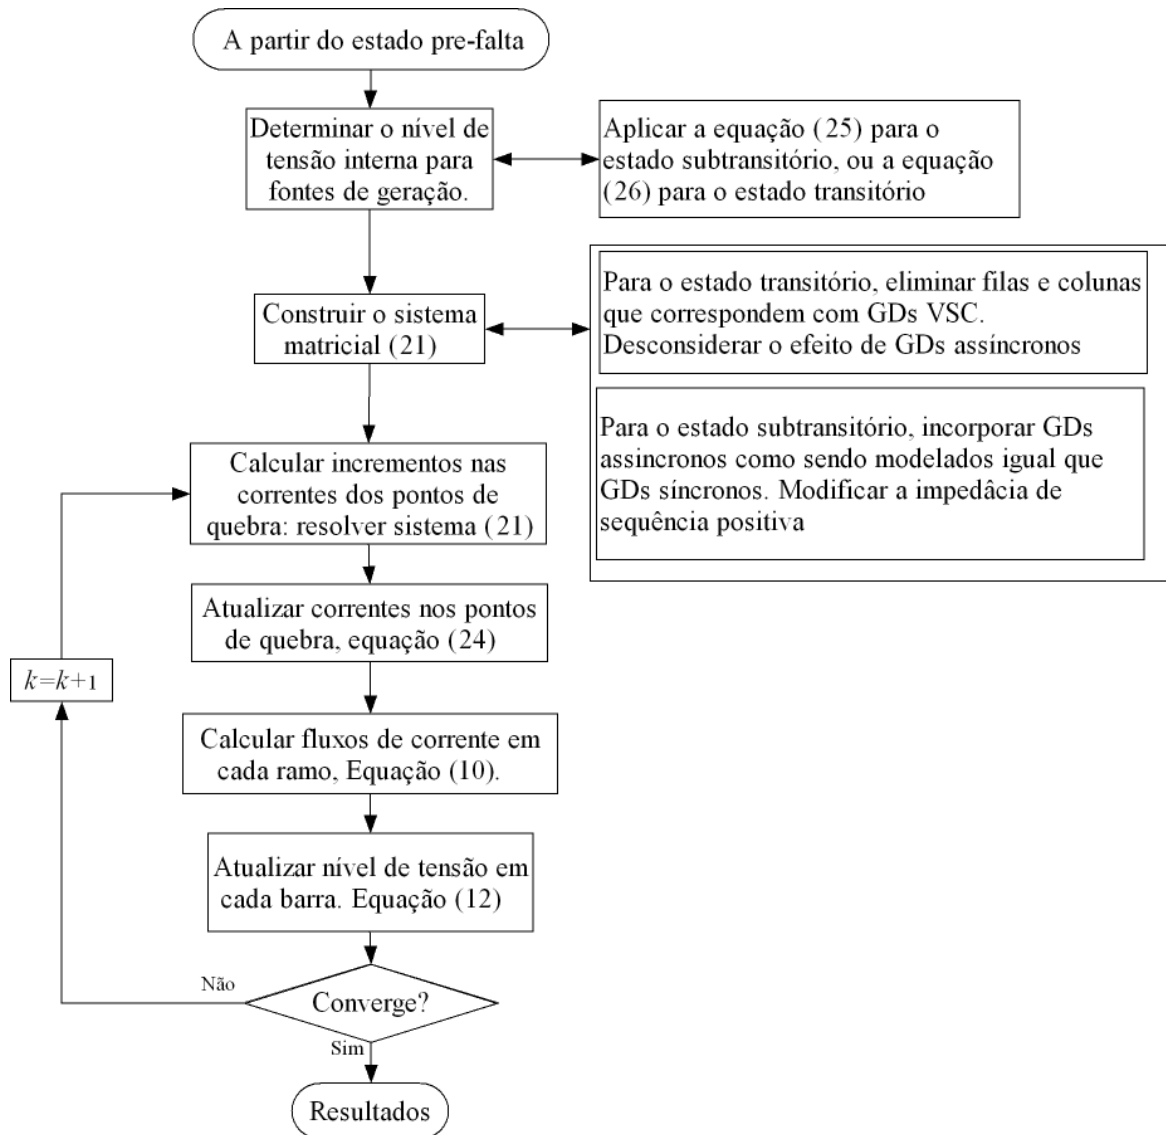 A partir do estado pre-falta
Determinar o nível de
tensão interna para
fontes de geração.
Aplicar a equação (25) para o
estado subtransitório, ou a equação
(26) para o estado transitório
Construir o sistema
matricial (21)
Para o estado transitório, eliminar filas e colunas
que correspondem com GDs VSC.
Desconsiderar o efeito de GDs assíncronos
Para o estado subtransitório, incorporar GDs
assincronos como sendo modelados igual que
GDs síncronos. Modificar a impedâcia de
sequência positiva
Calcular incrementos nas
correntes dos pontos de
quebra: resolver sistema (21)
Atualizar correntes nos pontos
de quebra, equação (24)
k=k+1
Calcular fluxos de corrente em
cada ramo, Equação (10).
Atualizar nível de tensão em
cada barra. Equação (12)
Não
Converge?
Sim
Resultados